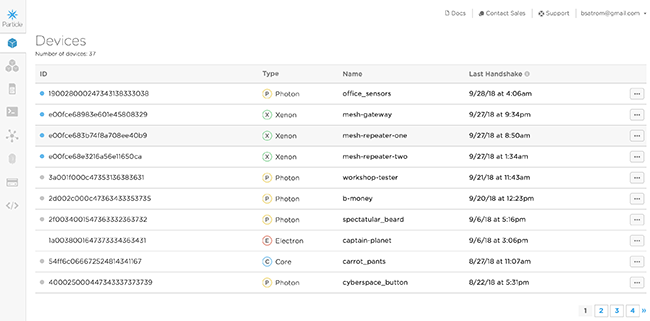 Docs Contact Sales Support bsatrom@gmail.com
Particle
Devices
Number of devices: 37
ID Type Name Last Handshake
190028000247343138333038 P Photon office_sensors 9/28/18 at 4:06am
e00fce68983e601e45808329 X Xenon mesh-gateway 9/27/18 at 9:34pm
e00fce683b74f8a708ee40b9 X Xenon mesh-repeater-one 9/27/18 at 8:50am
e00fce68e3216a56e11650ca X Xenon mesh-repeater-two 9/27/18 at 1:34am
3a001f000c47353136383631 P Photon workshop-tester 9/21/18 at 11:43am
2d002c000c47363433353735 P Photon b-money 9/20/18 at 12:23pm
2f0034001547363332363732 P Photon spectatular_beard 9/6/18 at 5:16pm
1a0038001647373334363431 E Electron captain-planet 9/6/18 at 3:06pm
54ff6c066672524814341167 C Core carrot_pants 8/27/18 at 11:07am
400025000447343337373739 P Photon cyberspace_button 8/22/18 at 5:31pm
1 2 3 4 »